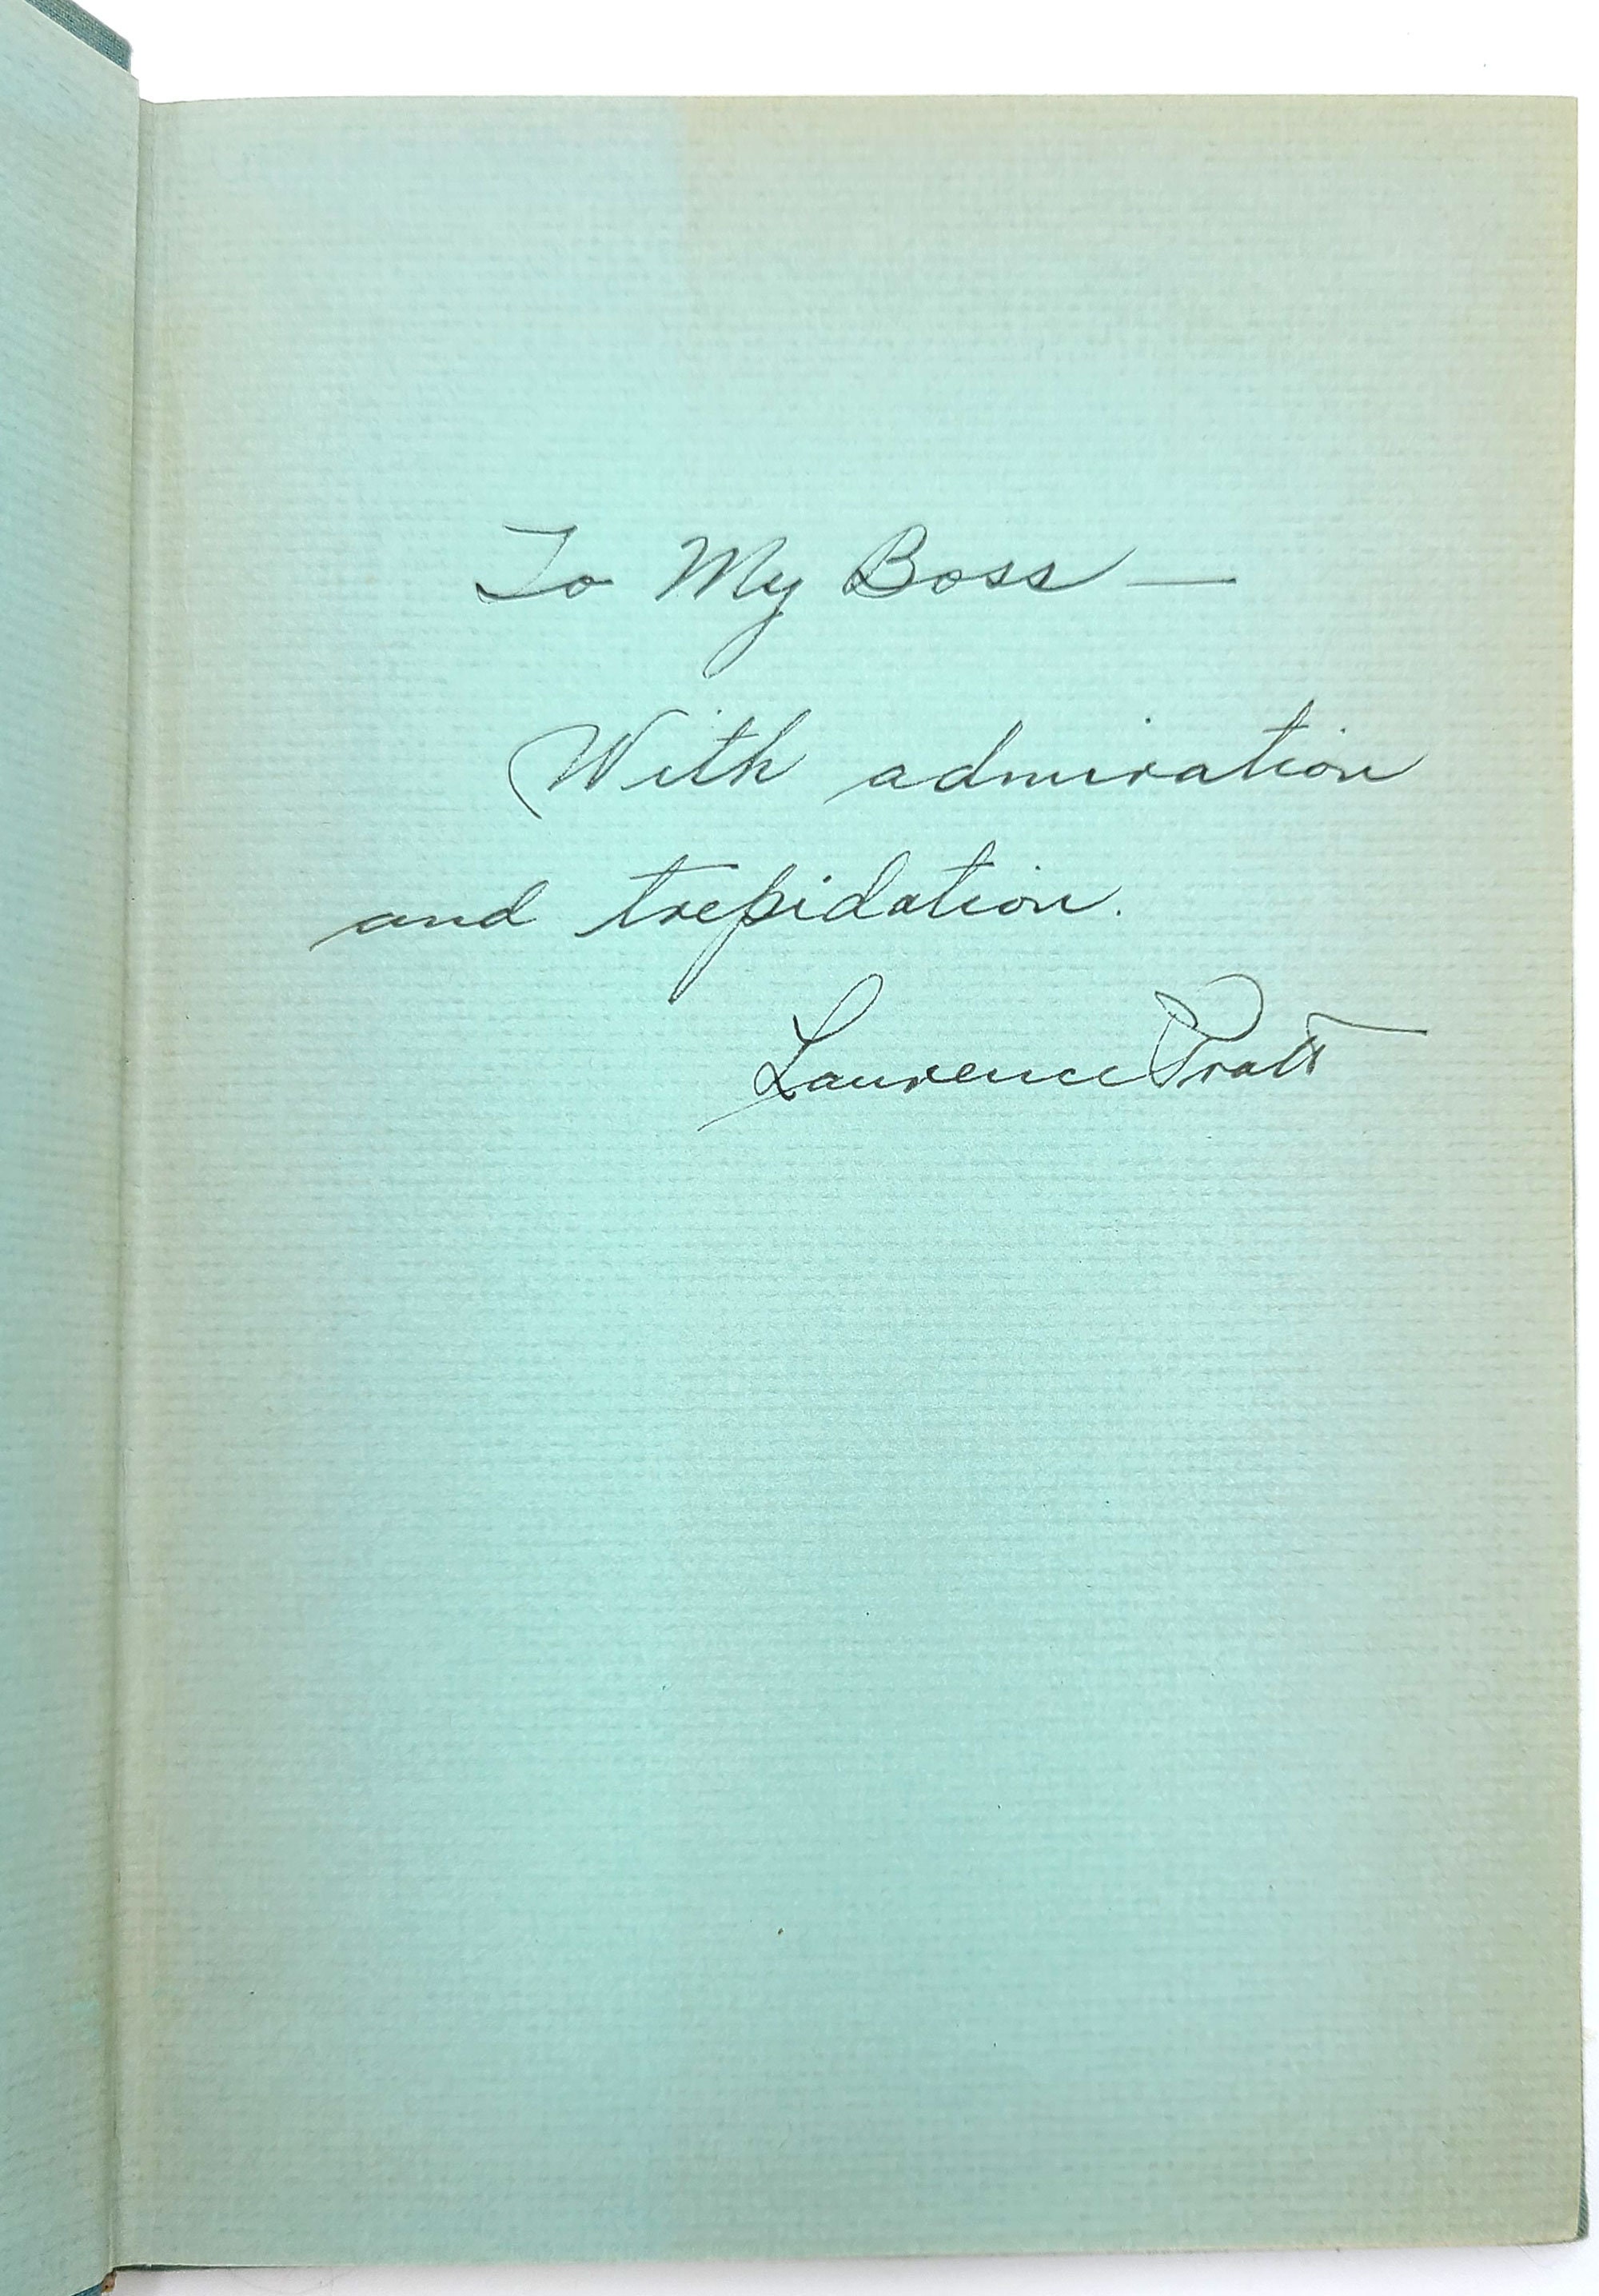 To My Boss —
With admiration
and trepidation.
Laurence Pratt